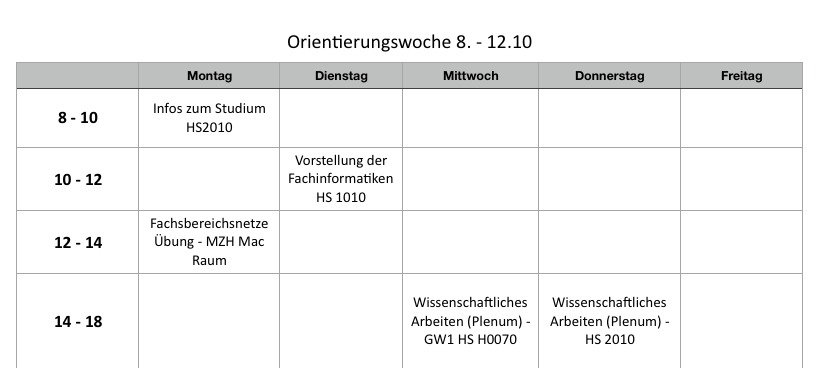 Orientierungswoche 8. - 12.10
Montag Dienstag Mittwoch Donnerstag Freitag
8 - 10
Infos zum Studium
HS2010
10 - 12
Vorstellung der
Fachinformatiken
HS 1010
12 - 14
Fachsbereichsnetze
Übung - MZH Mac
Raum
14 - 18
Wissenschaftliches
Arbeiten (Plenum) -
GW1 HS H0070
Wissenschaftliches
Arbeiten (Plenum) -
HS 2010